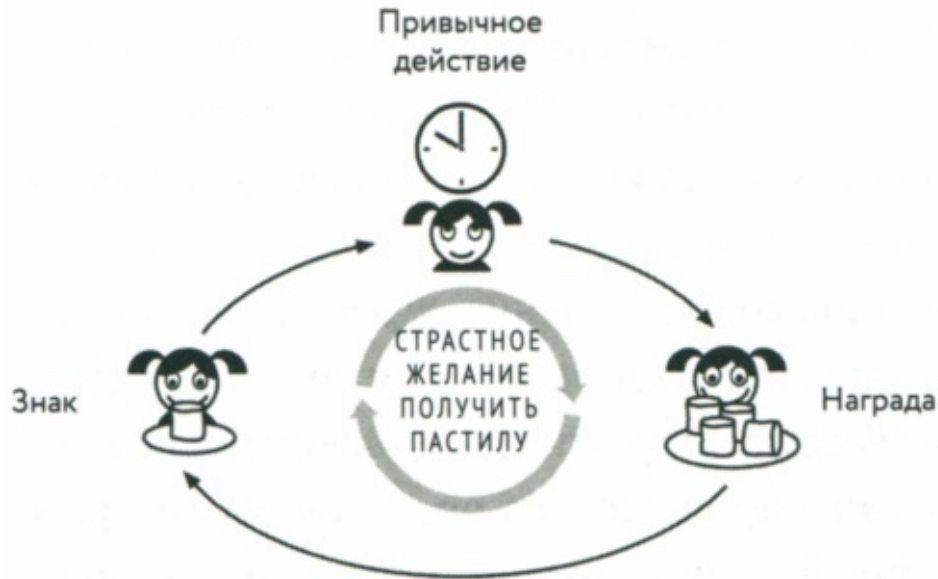 Привычное
действие
СТРАСТНОЕ
ЖЕЛАНИЕ
ПОЛУЧИТЬ
ПАСТИЛУ
Знак
Награда